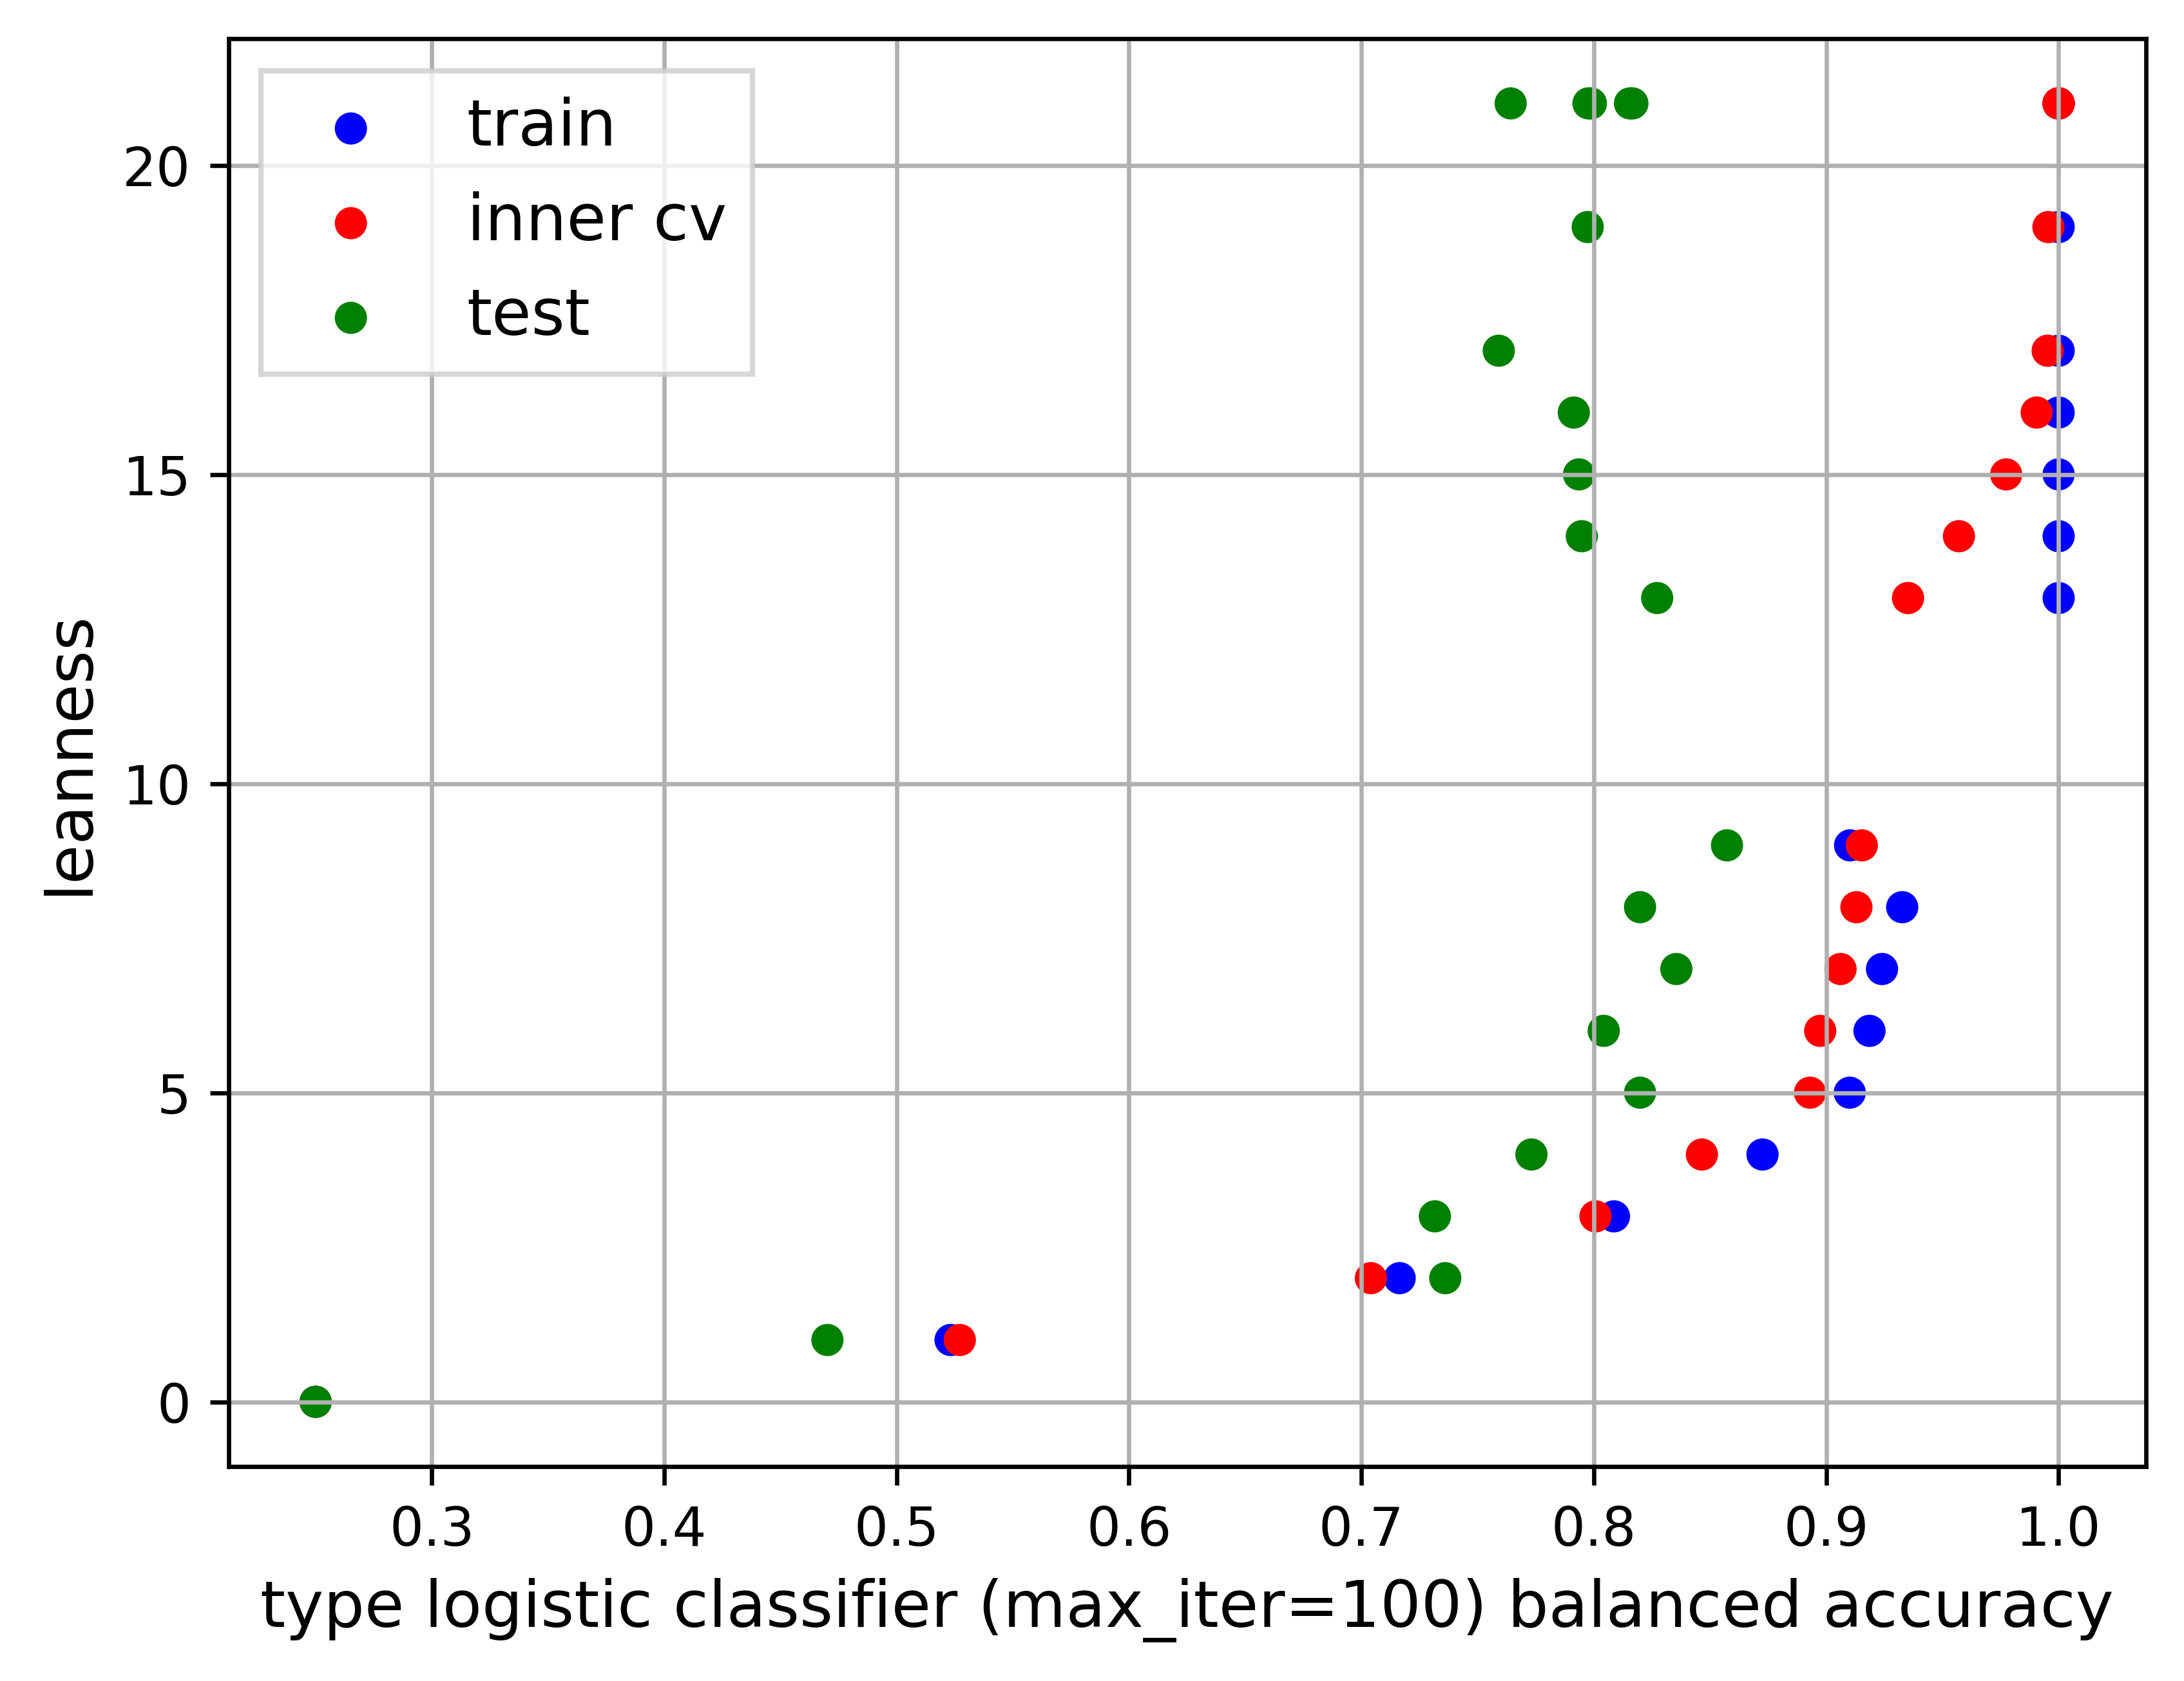 train
inner cv
test
20
15
10
5
0
leanness
0.3 0.4 0.5 0.6 0.7 0.8 0.9 1.0
type logistic classifier (max_iter=100) balanced accuracy